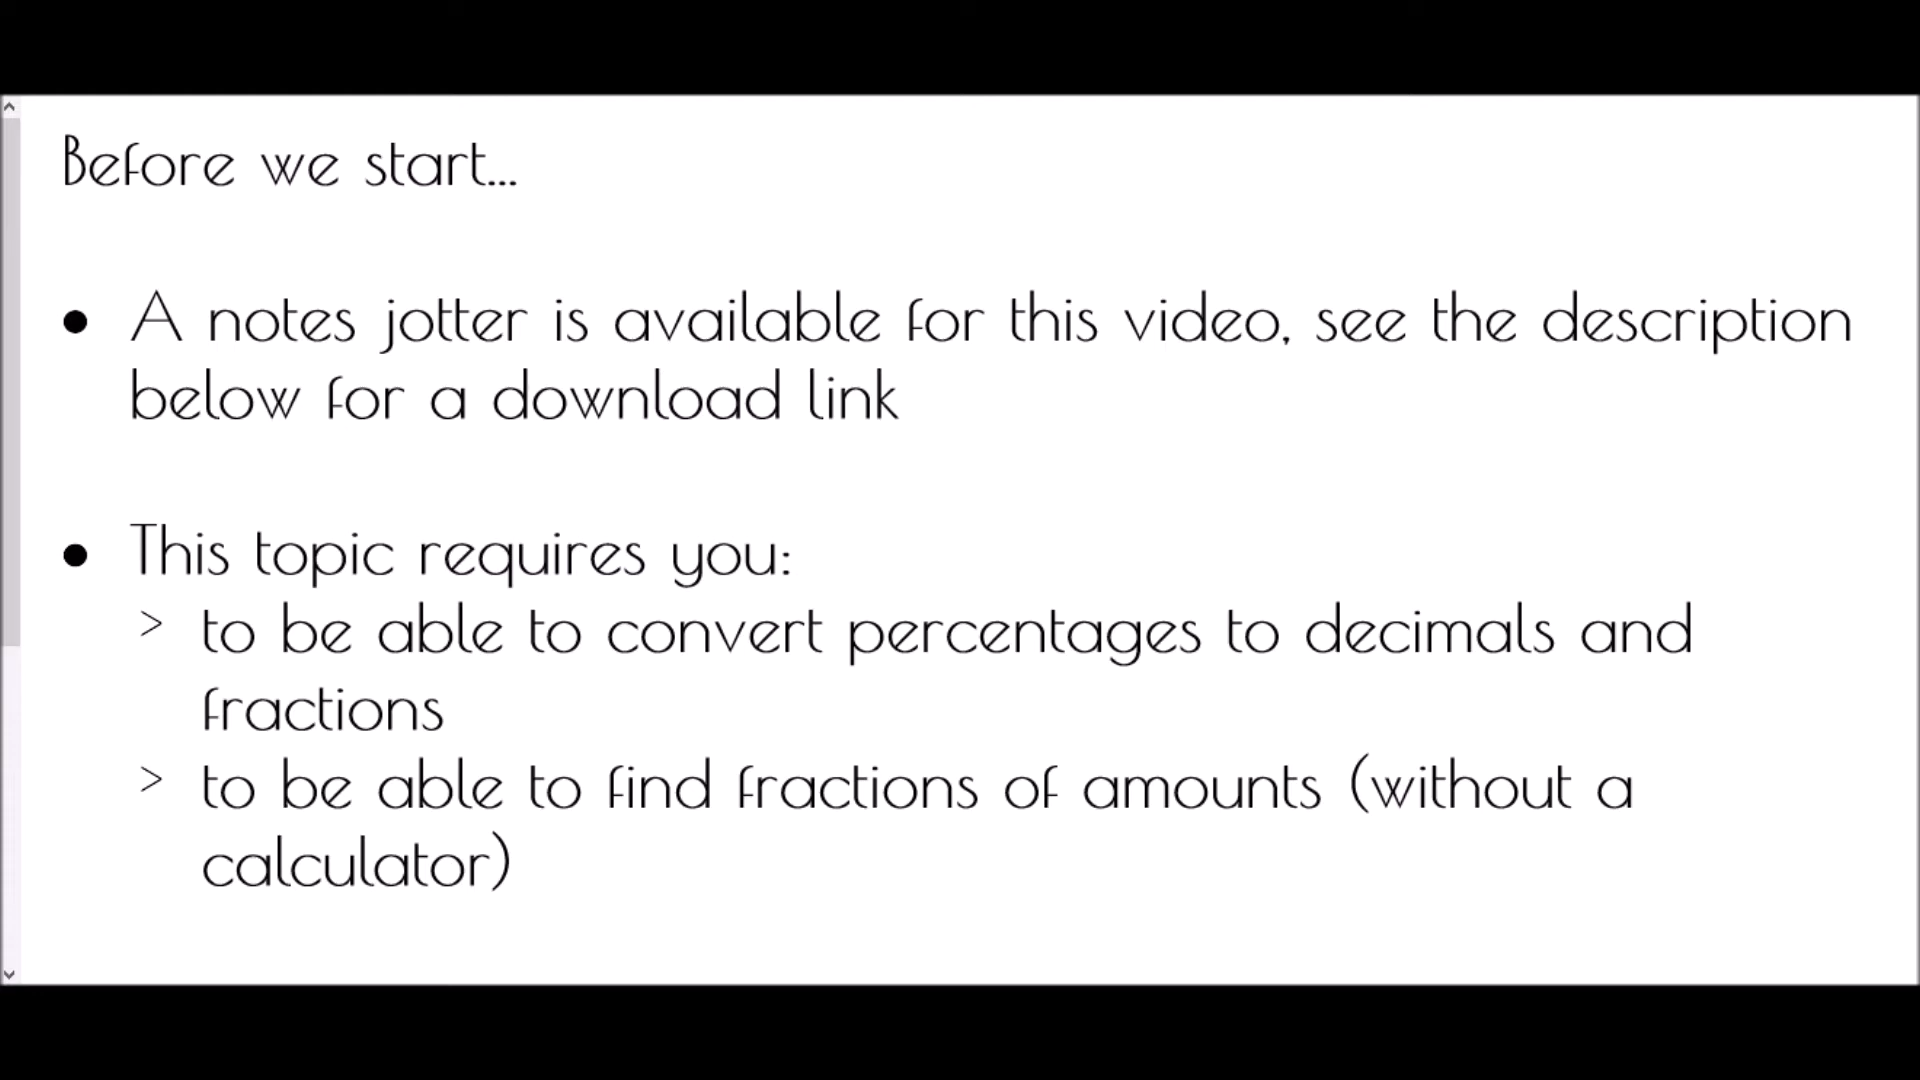 Before we start...
● A notes jotter is available for this video, see the description
below for a download link
● This topic requires you:
> to be able to convert percentages to decimals and
fractions
> to be able to find fractions of amounts (without a
calculator)